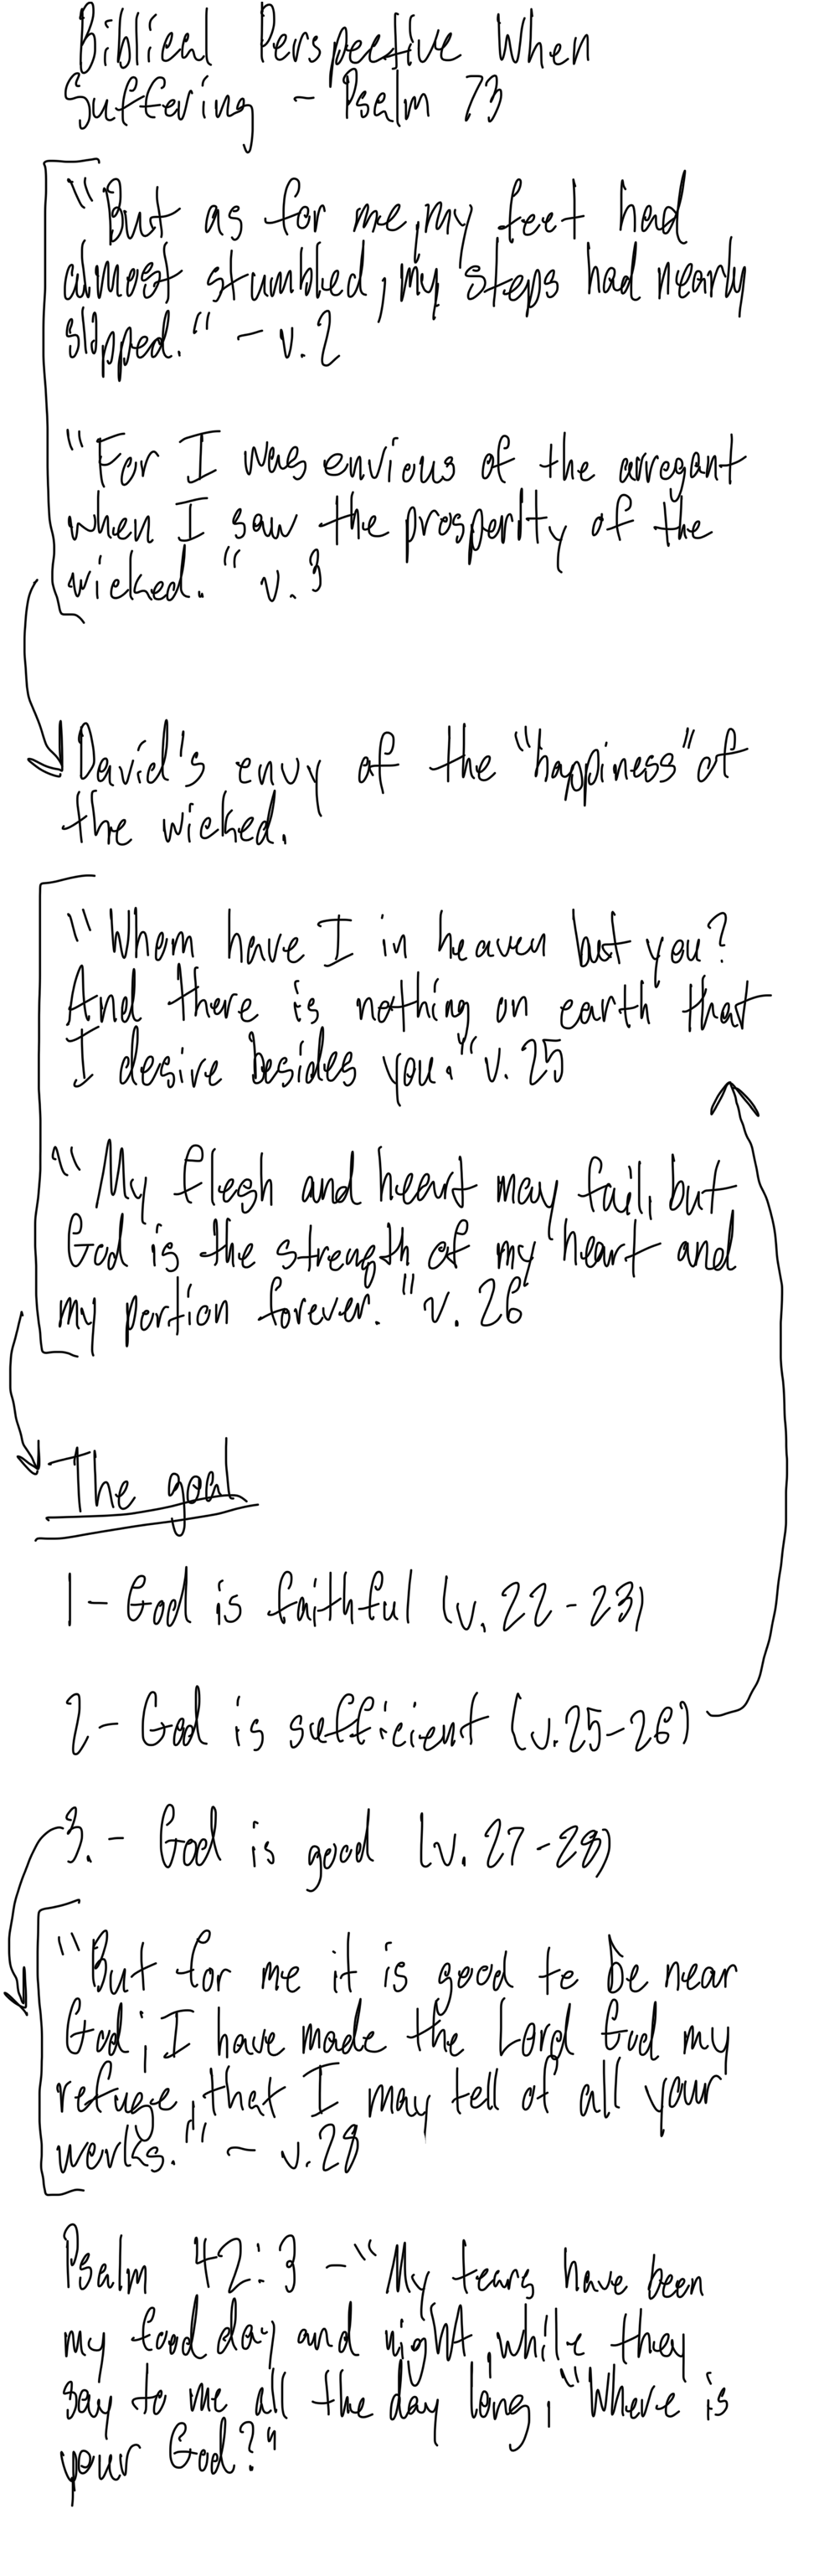 Biblical Perspective When
Suffering - Psalm 73
"But as for me, my feet had
almost stumbled, my steps had nearly
slipped." - v.2
"For I was envious of the arrogant
when I saw the prosperity of the
wicked." v.3
David's envy of the "happiness" of
the wicked.
"Whom have I in heaven but you?
And there is nothing on earth that
I desire besides you." v.25
"My flesh and heart may fail, but
God is the strength of my heart and
my portion forever." v.26
The goal
1- God is faithful (v.22-23)
2- God is sufficient (v.25-26)
3.- God is good (v.27-28)
"But for me it is good to be near
God; I have made the Lord God my
refuge, that I may tell of all your
works." - v.28
Psalm 42:3 - "My tears have been
my food day and night, while they
say to me all the day long, "Where is
your God?"